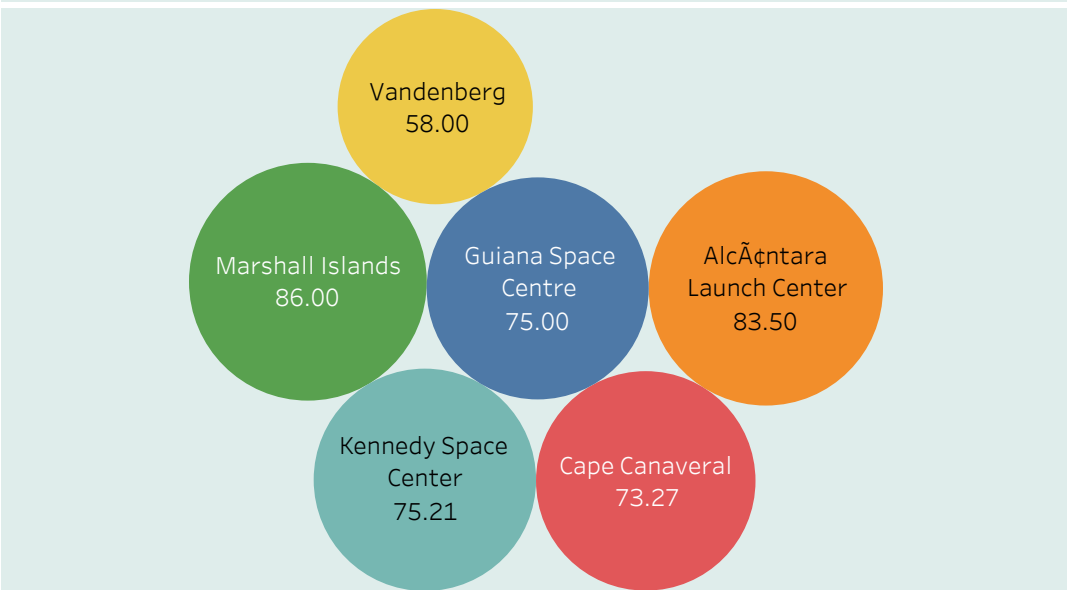 Vandenberg
58.00
Marshall Islands
86.00
Guiana Space
Centre
75.00
AlcÃ¢ntara
Launch Center
83.50
Kennedy Space
Center
75.21
Cape Canaveral
73.27